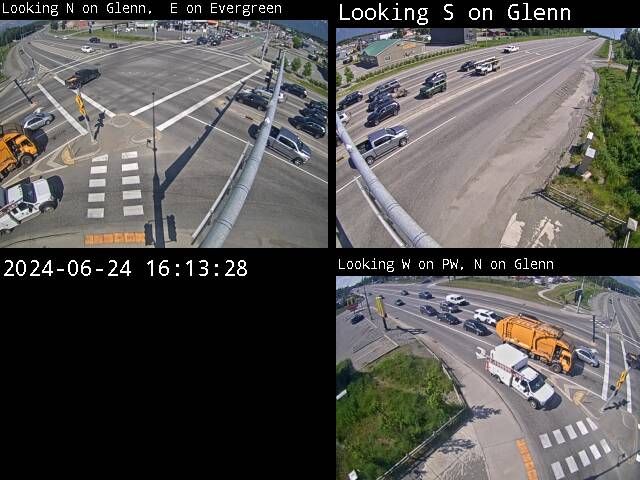 Looking N on Glenn,  E on Evergreen
Looking S on Glenn
2024-06-24 16:13:28
Looking W on PW, N on Glenn